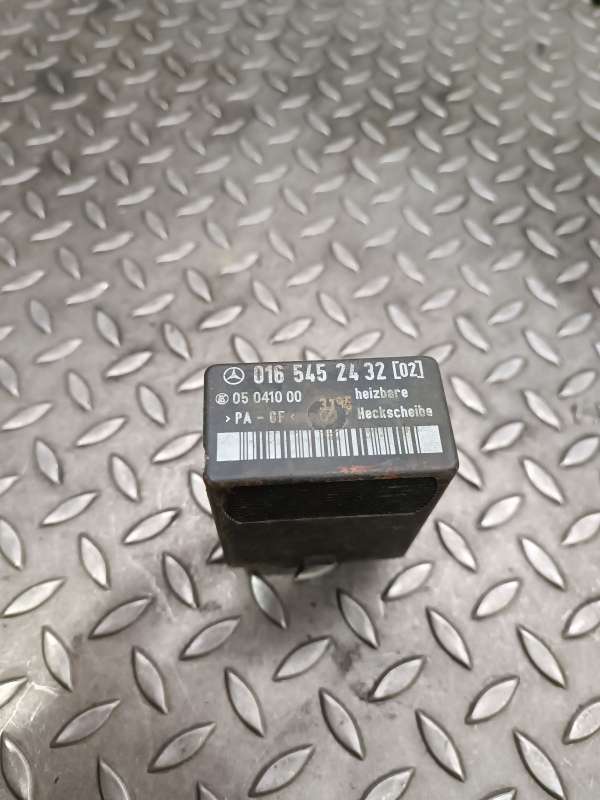 016 545 24 32 [02]
05 0410 00 heizbare
>PA - GF< Heckscheibe